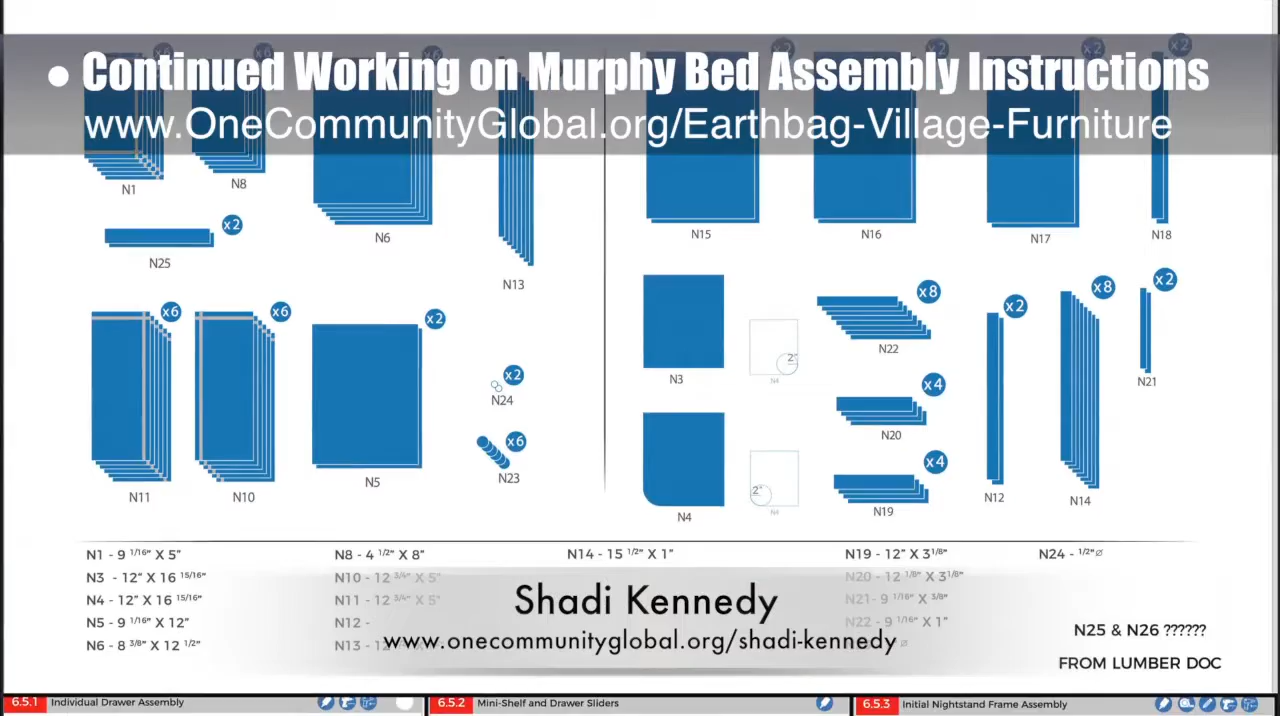 • Continued Working on Murphy Bed Assembly Instructions
www.OneCommunityGlobal.org/Earthbag-Village-Furniture
N1
N8
N6
N13
N15
N16
N17
N18
x2
N25
x6
N11
x6
N10
x2
N5
x2
N24
x6
N23
N3
2"
N4
x8
N22
x2
N12
x8
N14
x2
N21
x4
N20
N4
2"
N4
x4
N19
N1 - 9 1/16" X 5"
N3 - 12" X 16 15/16"
N4 - 12" X 16 15/16"
N5 - 9 1/16" X 12"
N6 - 8 3/8" X 12 1/2"
N8 - 4 1/2" X 8"
N10 - 12 3/4" X 5"
N11 - 12 3/4" X 5"
N12 -
N13 - 12
N14 - 15 1/2" X 1"
N19 - 12" X 3 1/8"
N20 - 12 1/8" X 3 1/8"
N21- 9 1/16" X 3/8"
N22 - 9 1/16" X 1"
N24 - 1/2"⌀
N25 & N26 ??????
FROM LUMBER DOC
Shadi Kennedy
www.onecommunityglobal.org/shadi-kennedy
6.5.1 Individual Drawer Assembly
6.5.2 Mini-Shelf and Drawer Sliders
6.5.3 Initial Nightstand Frame Assembly